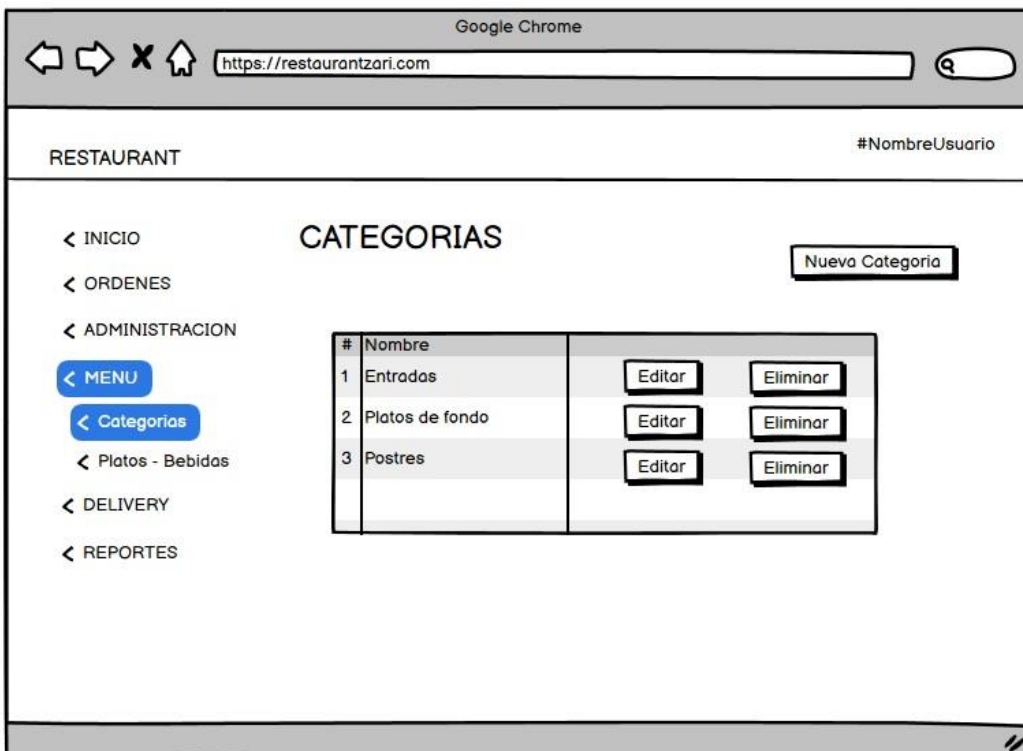 Google Chrome
https://restaurantzari.com
RESTAURANT
#NombreUsuario
< INICIO
< ORDENES
< ADMINISTRACION
< MENU
< Categorias
< Platos - Bebidas
< DELIVERY
< REPORTES
CATEGORIAS
Nueva Categoria
# Nombre
1 Entradas Editar Eliminar
2 Platos de fondo Editar Eliminar
3 Postres Editar Eliminar